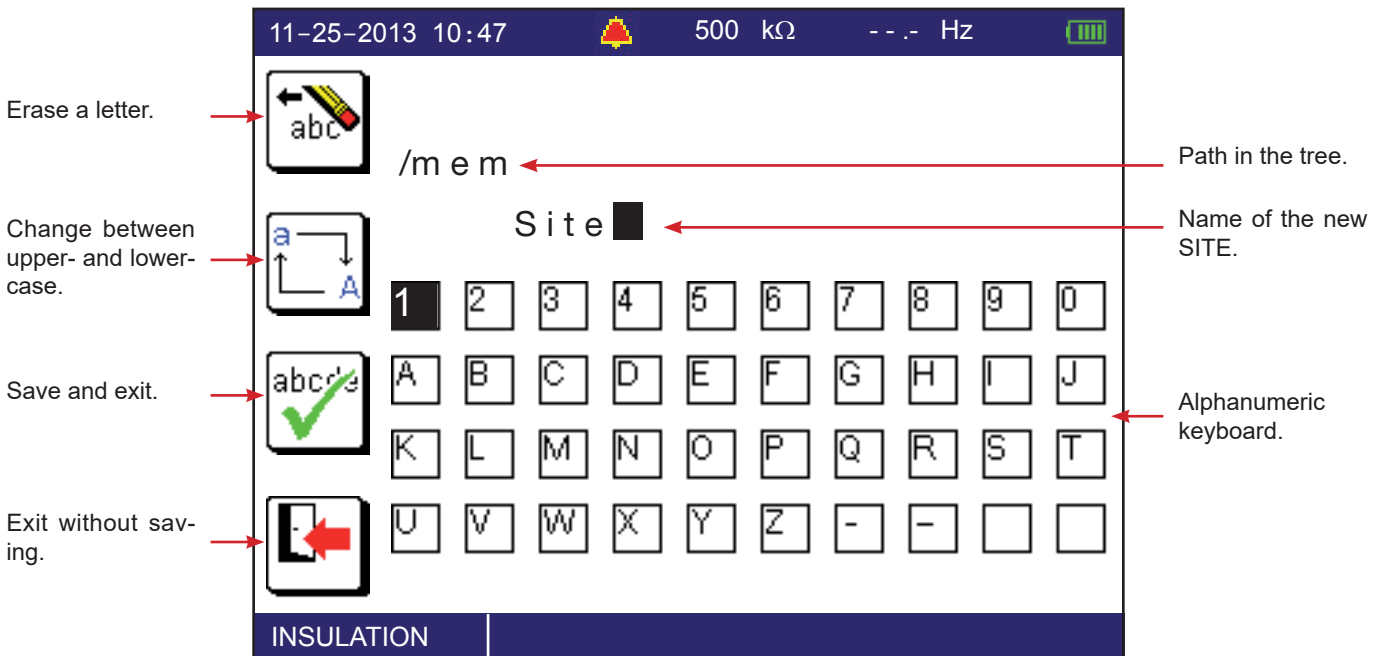 11-25-2013 10:47 500 kΩ - - .- Hz
Erase a letter.
abc
/mem
Path in the tree.
Change between
upper- and lower-
case.
a
A
Site
Name of the new
SITE.
1 2 3 4 5 6 7 8 9 0
Save and exit.
abcde
A B C D E F G H I J
Alphanumeric
keyboard.
K L M N O P Q R S T
Exit without sav-
ing.
U V W X Y Z - –
INSULATION